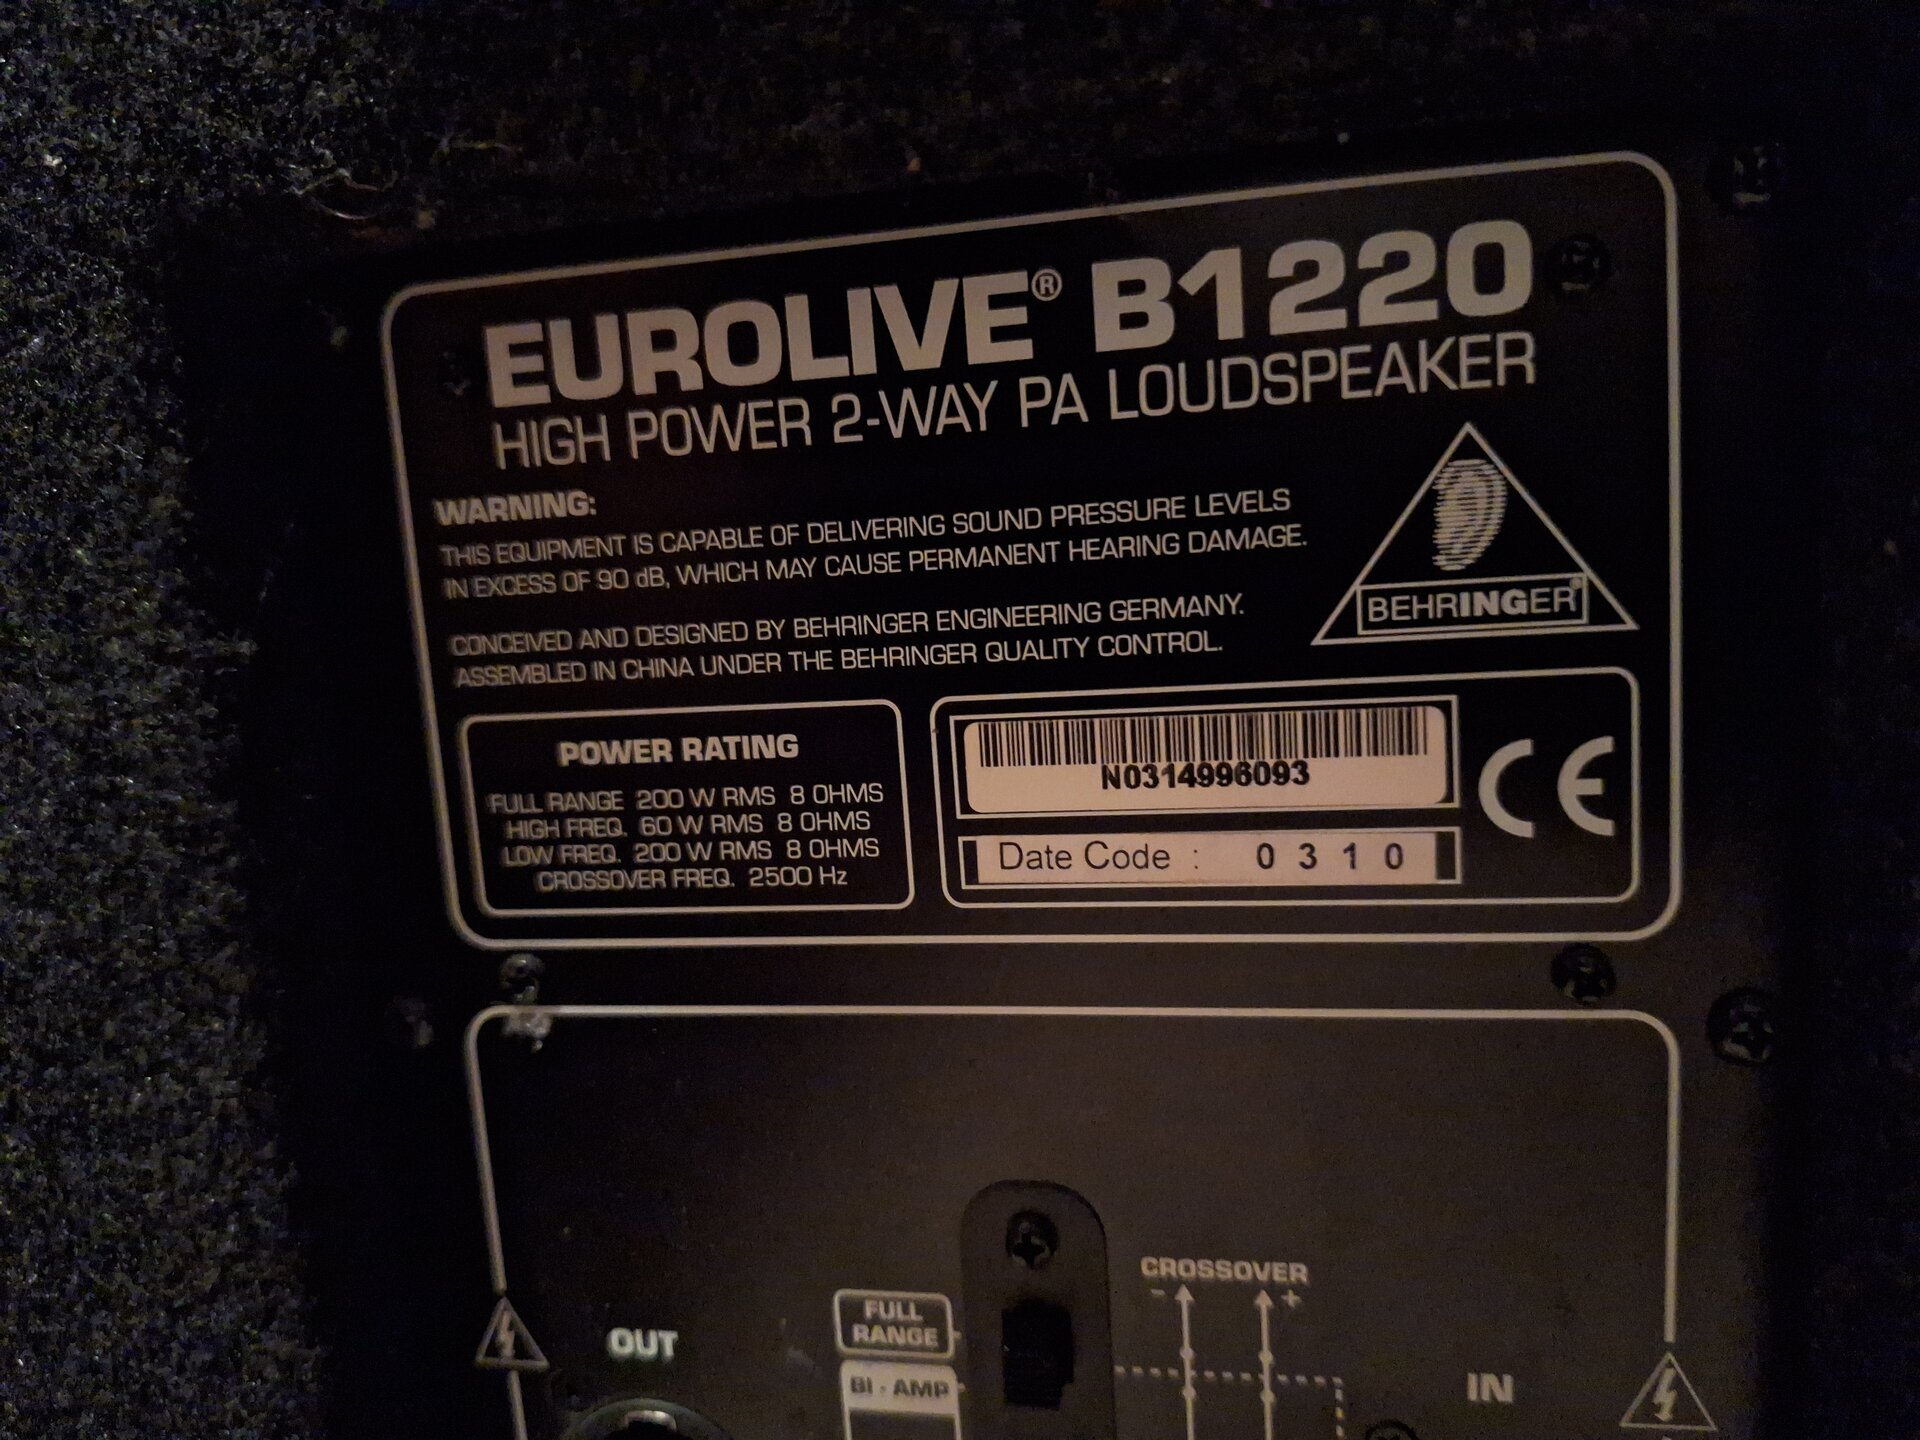 EUROLIVE® B1220
HIGH POWER 2-WAY PA LOUDSPEAKER
WARNING:
THIS EQUIPMENT IS CAPABLE OF DELIVERING SOUND PRESSURE LEVELS
IN EXCESS OF 90 dB, WHICH MAY CAUSE PERMANENT HEARING DAMAGE.
CONCEIVED AND DESIGNED BY BEHRINGER ENGINEERING GERMANY.
ASSEMBLED IN CHINA UNDER THE BEHRINGER QUALITY CONTROL.
BEHRINGER®
POWER RATING
FULL RANGE 200 W RMS 8 OHMS
HIGH FREQ. 60 W RMS 8 OHMS
LOW FREQ. 200 W RMS 8 OHMS
CROSSOVER FREQ. 2500 Hz
N0314996093
Date Code : 0 3 1 0
CE
CROSSOVER
- +
FULL
RANGE
BI - AMP
OUT
IN